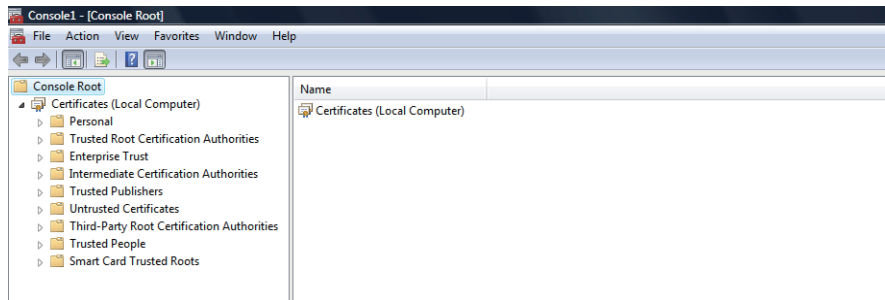 Console1 - [Console Root]
File Action View Favorites Window Help
Console Root
Certificates (Local Computer)
Personal
Trusted Root Certification Authorities
Enterprise Trust
Intermediate Certification Authorities
Trusted Publishers
Untrusted Certificates
Third-Party Root Certification Authorities
Trusted People
Smart Card Trusted Roots
Name
Certificates (Local Computer)